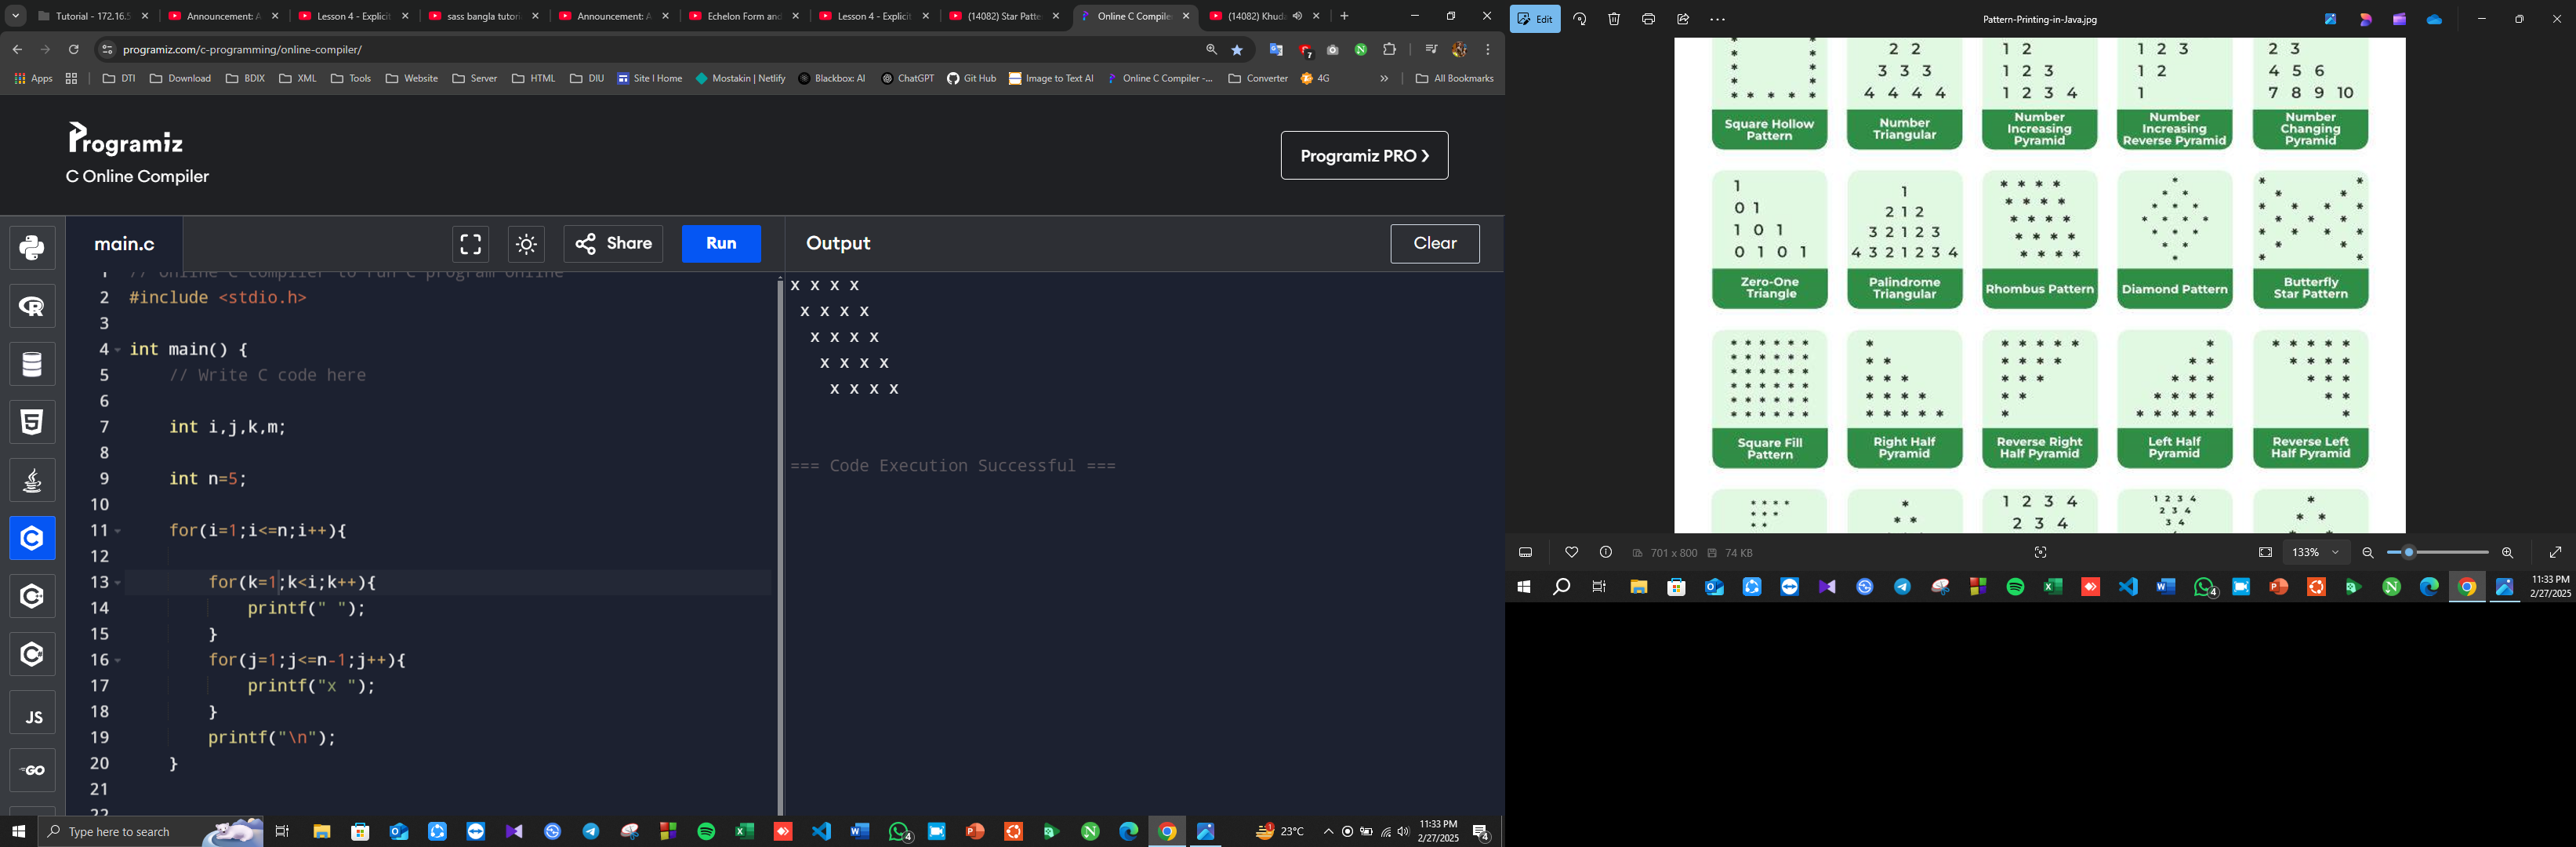 Tutorial - 172.16.5
Announcement: A
Lesson 4 - Explicit
sass bangla tutori
Announcement: A
Echelon Form and
Lesson 4 - Explicit
(14082) Star Patte
Online C Compile
(14082) Khud
programiz.com/c-programming/online-compiler/
7
Apps
DTI
Download
BDIX
XML
Tools
Website
Server
HTML
DIU
Site I Home
Mostakin | Netlify
Blackbox: AI
ChatGPT
Git Hub
Image to Text AI
Online C Compiler -...
Converter
4G
»
All Bookmarks
Programiz
C Online Compiler
Programiz PRO ❯
main.c
Share
Run
Output
Clear
JS
GO
1 // Online C compiler to run C program online
2 #include <stdio.h>
3
4 int main() {
5 // Write C code here
6
7 int i,j,k,m;
8
9 int n=5;
10
11 for(i=1;i<=n;i++){
12
13 for(k=1;k<i;k++){
14 printf(" ");
15 }
16 for(j=1;j<=n-1;j++){
17 printf("x ");
18 }
19 printf("\n");
20 }
21
22
x x x x
x x x x
x x x x
x x x x
x x x x
=== Code Execution Successful ===
Type here to search
4
23°C
11:33 PM
2/27/2025
4
Edit
Pattern-Printing-in-Java.jpg
* *
* *
* *
* *
* * * * *
Square Hollow
Pattern
2 2
3 3 3
4 4 4 4
Number
Triangular
1 2
1 2 3
1 2 3 4
Number
Increasing
Pyramid
1 2 3
1 2
1
Number
Increasing
Reverse Pyramid
2 3
4 5 6
7 8 9 10
Number
Changing
Pyramid
1
0 1
1 0 1
0 1 0 1
Zero-One
Triangle
1
2 1 2
3 2 1 2 3
4 3 2 1 2 3 4
Palindrome
Triangular
* * * *
* * * *
* * * *
* * * *
* * * *
Rhombus Pattern
*
* *
* * *
* * * *
* * *
* *
*
Diamond Pattern
* *
* *
* * * *
* * * *
* * * *
* *
* *
Butterfly
Star Pattern
* * * * * *
* * * * * *
* * * * * *
* * * * * *
* * * * * *
* * * * * *
Square Fill
Pattern
*
* *
* * *
* * * *
* * * * *
Right Half
Pyramid
* * * * *
* * * *
* * *
* *
*
Reverse Right
Half Pyramid
*
* *
* * *
* * * *
* * * * *
Left Half
Pyramid
* * * * *
* * * *
* * *
* *
*
Reverse Left
Half Pyramid
* * * *
* * *
* *
*
* *
1 2 3 4
2 3 4
1 2 3 4
2 3 4
3 4
*
* *
701 x 800
74 KB
133%
4
11:33 PM
2/27/2025